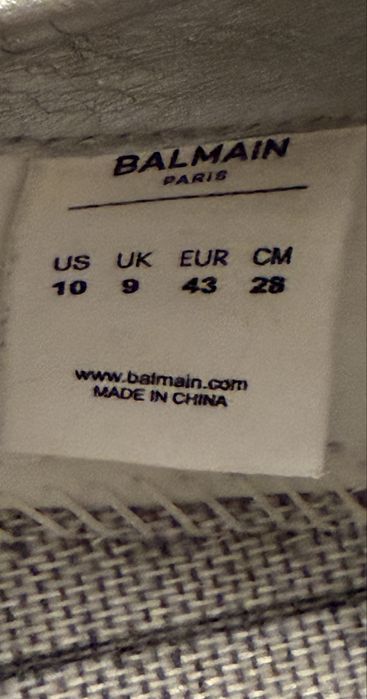 BALMAIN
PARIS
US UK EUR CM
10 9 43 28
www.balmain.com
MADE IN CHINA